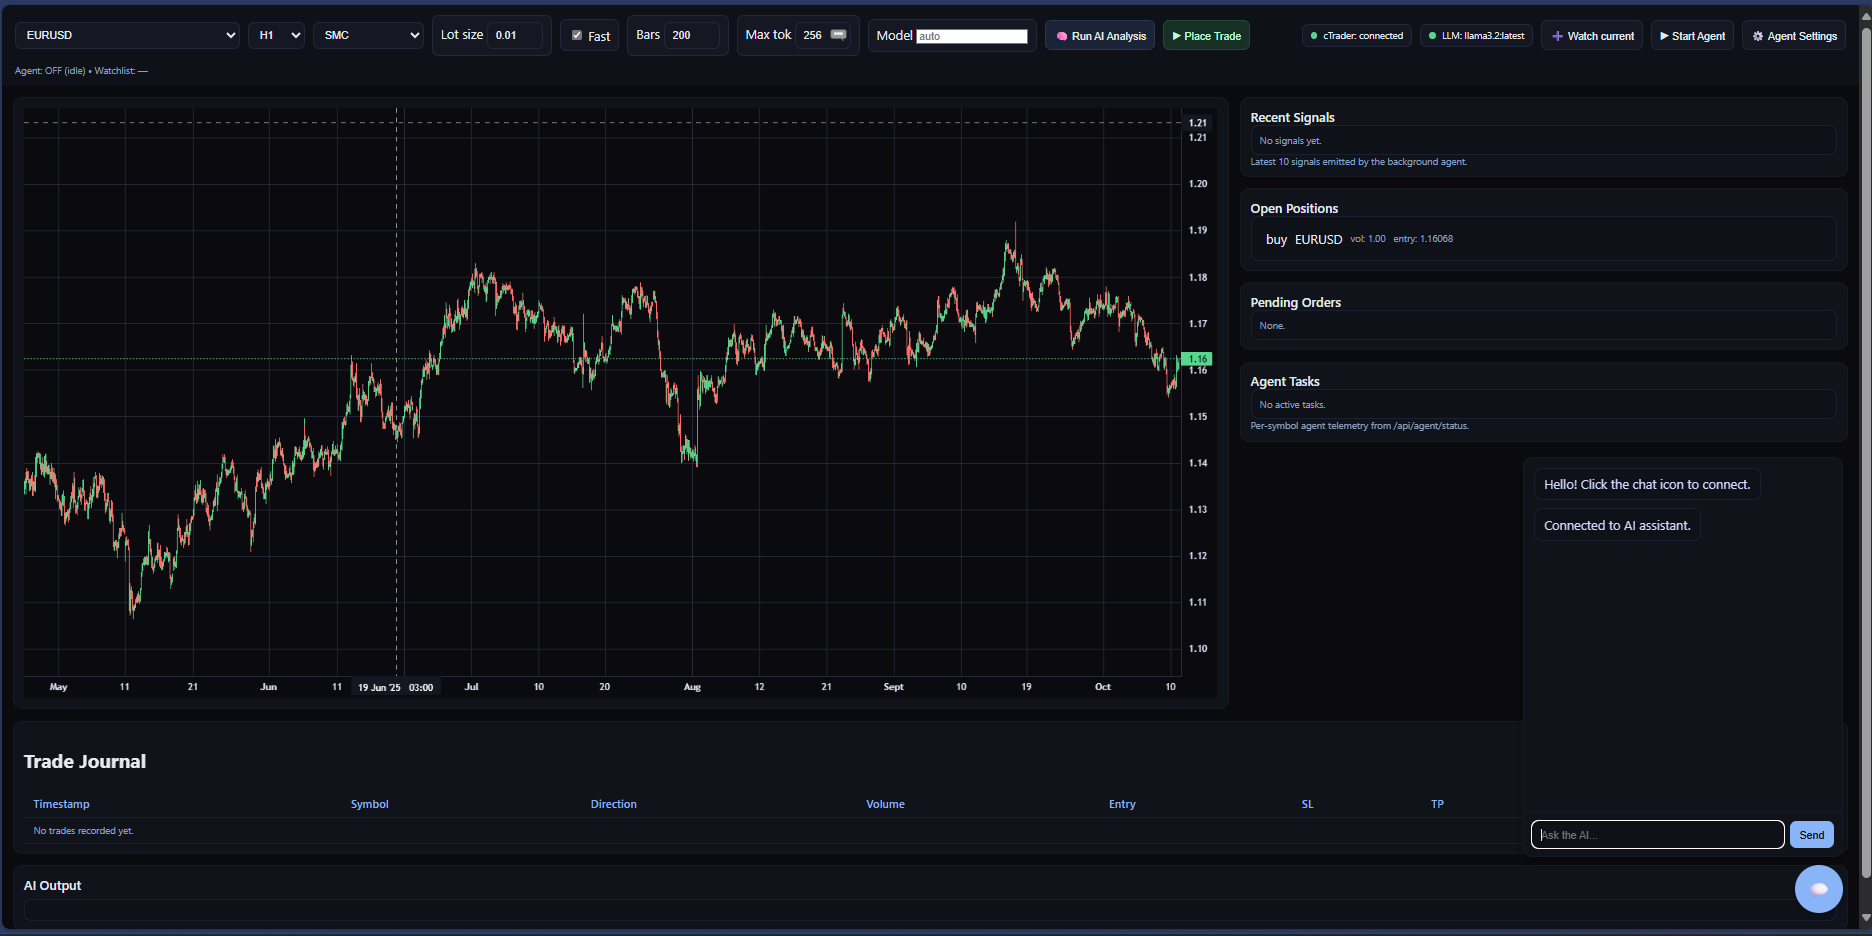 EURUSD H1 SMC Lot size 0.01 Fast Bars 200 Max tok 256 Model auto Run AI Analysis Place Trade cTrader: connected LLM: llama3.2:latest Watch current Start Agent Agent Settings
Agent: OFF (idle) • Watchlist: —
1.21
1.21
1.20
1.19
1.18
1.17
1.16
1.16
1.15
1.14
1.13
1.12
1.11
1.10
May 11 21 Jun 11 19 Jun '25 03:00 Jul 10 20 Aug 12 21 Sept 10 19 Oct 10
Recent Signals
No signals yet.
Latest 10 signals emitted by the background agent.
Open Positions
buy EURUSD vol: 1.00 entry: 1.16068
Pending Orders
None.
Agent Tasks
No active tasks.
Per-symbol agent telemetry from /api/agent/status.
Hello! Click the chat icon to connect.
Connected to AI assistant.
Ask the AI...
Send
Trade Journal
Timestamp Symbol Direction Volume Entry SL TP
No trades recorded yet.
AI Output